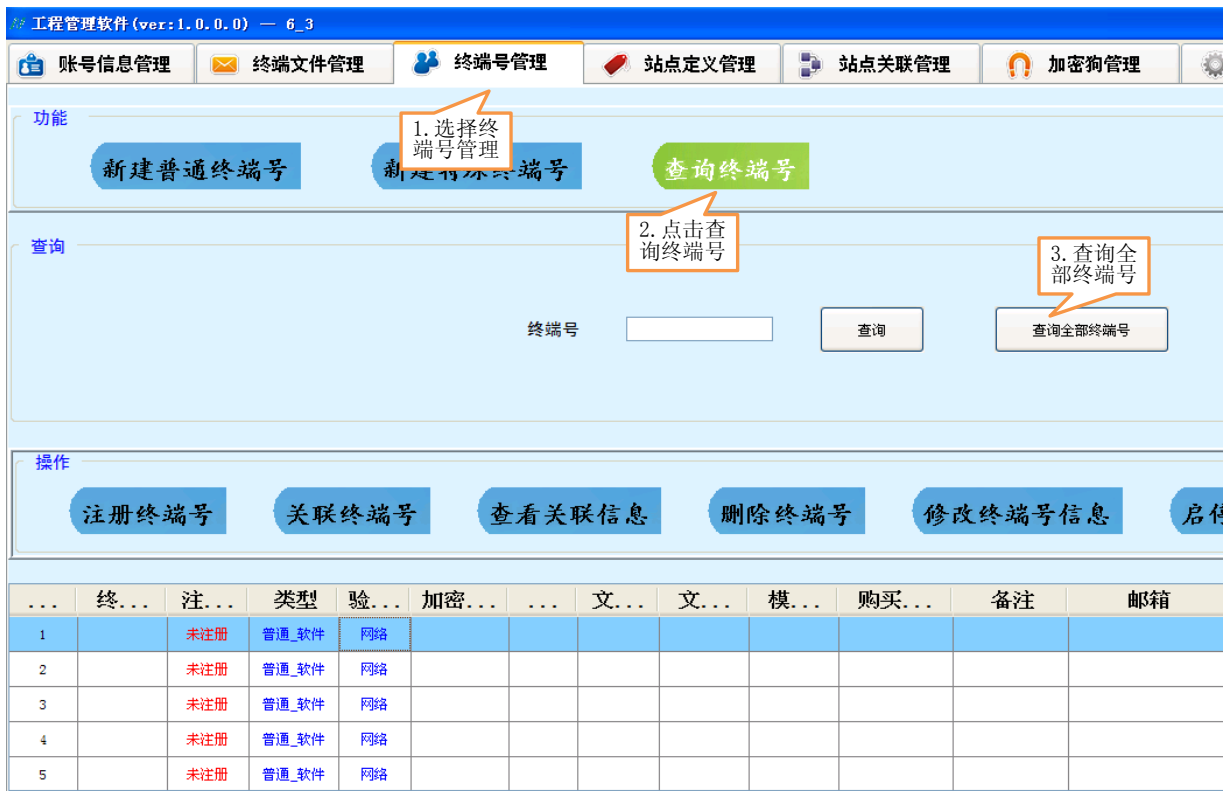 工程管理软件(ver:1.0.0.0) — 6_3
账号信息管理 终端文件管理 终端号管理 站点定义管理 站点关联管理 加密狗管理
功能
1.选择终
端号管理
新建普通终端号 新建特殊终端号 查询终端号
2.点击查
询终端号
查询
3.查询全
部终端号
终端号 查询 查询全部终端号
操作
注册终端号 关联终端号 查看关联信息 删除终端号 修改终端号信息 启停
... 终... 注... 类型 验... 加密... ... 文... 文... 模... 购买... 备注 邮箱
1 未注册 普通_软件 网络
2 未注册 普通_软件 网络
3 未注册 普通_软件 网络
4 未注册 普通_软件 网络
5 未注册 普通_软件 网络